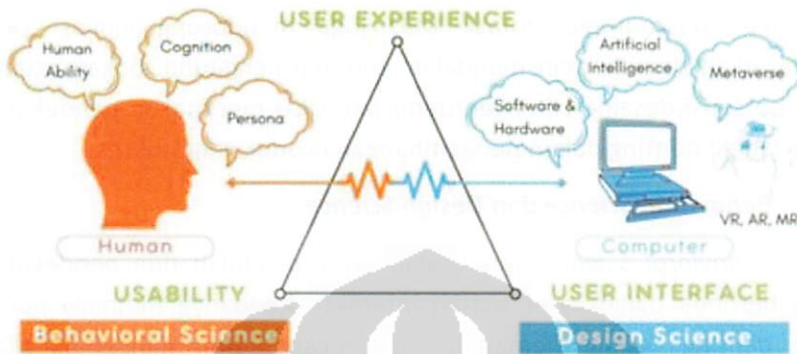 USER EXPERIENCE
Human
Ability
Cognition
Persona
Artificial
Intelligence
Metaverse
Software &
Hardware
VR, AR, MR
Human
Computer
USABILITY
USER INTERFACE
Behavioral Science
Design Science